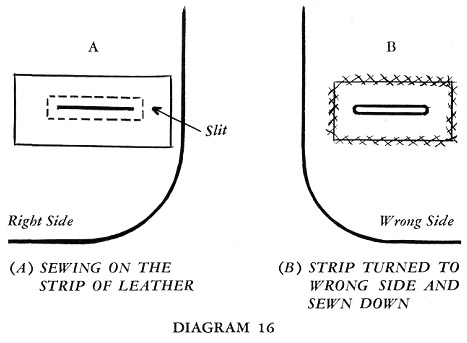 A
B
Slit
Right Side
Wrong Side
(A) SEWING ON THE
STRIP OF LEATHER
(B) STRIP TURNED TO
WRONG SIDE AND
SEWN DOWN
DIAGRAM 16